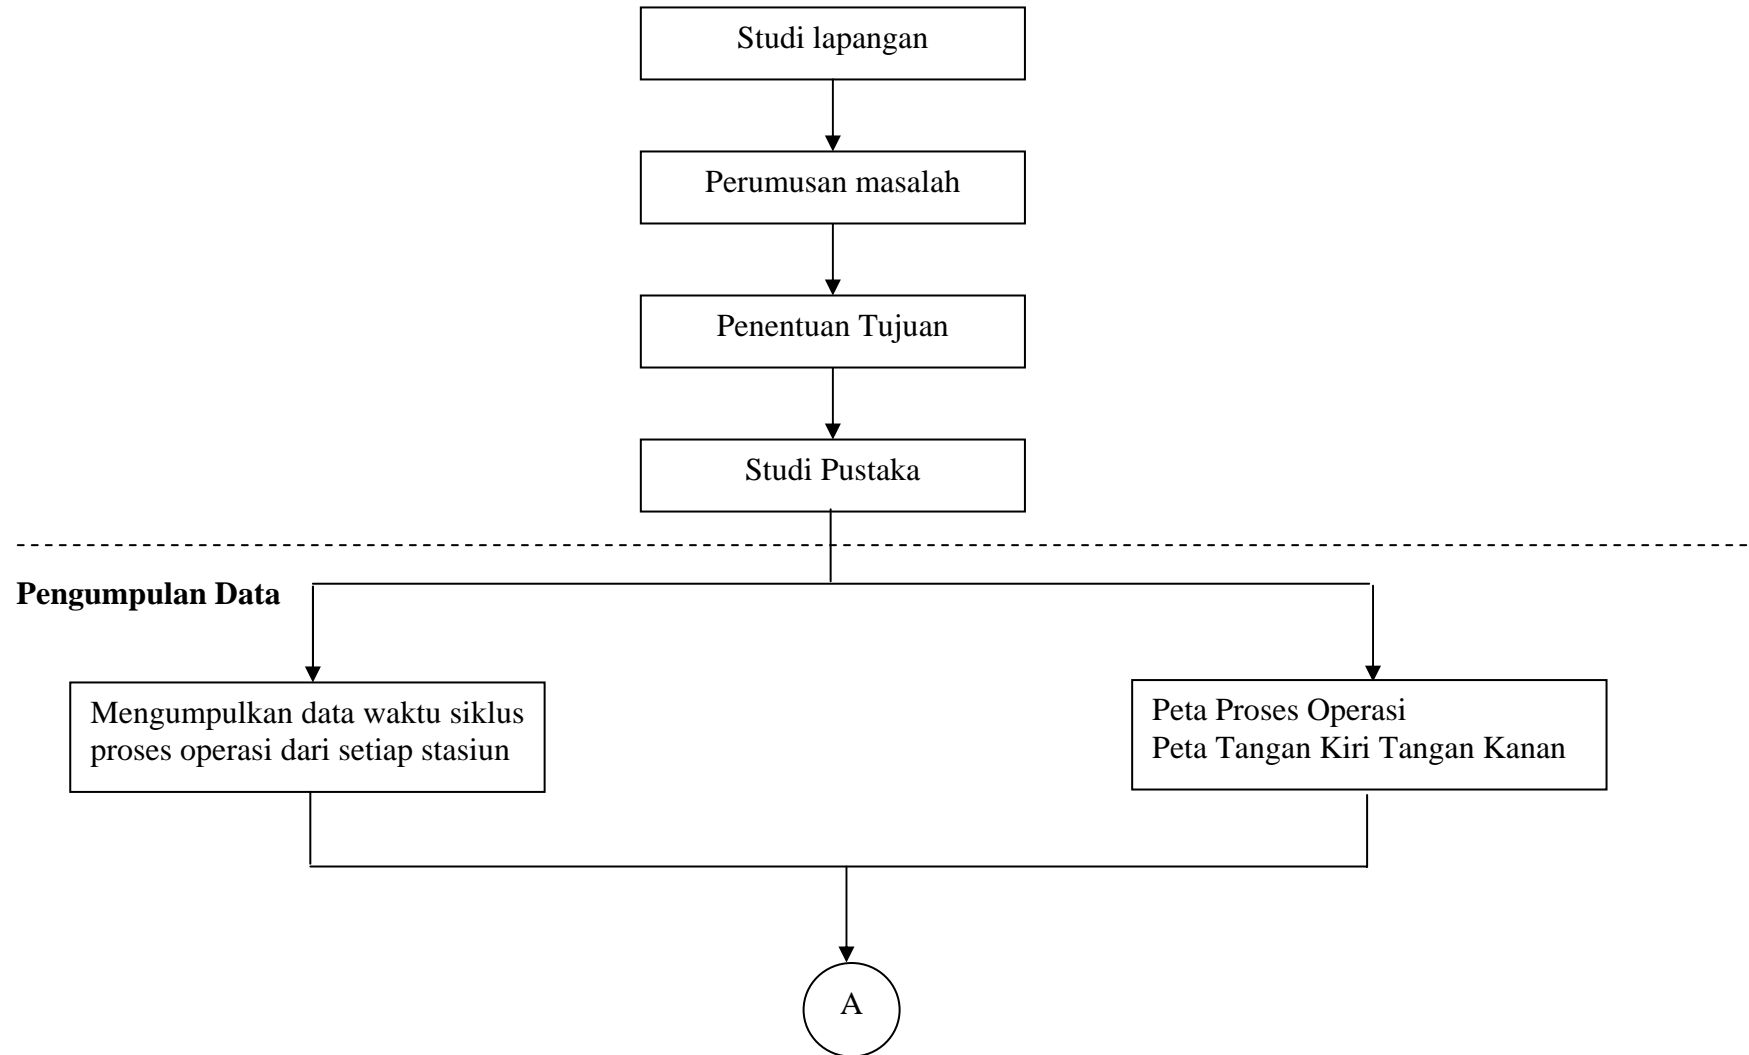 Studi lapangan
Perumusan masalah
Penentuan Tujuan
Studi Pustaka
Pengumpulan Data
Mengumpulkan data waktu siklus
proses operasi dari setiap stasiun
Peta Proses Operasi
Peta Tangan Kiri Tangan Kanan
A